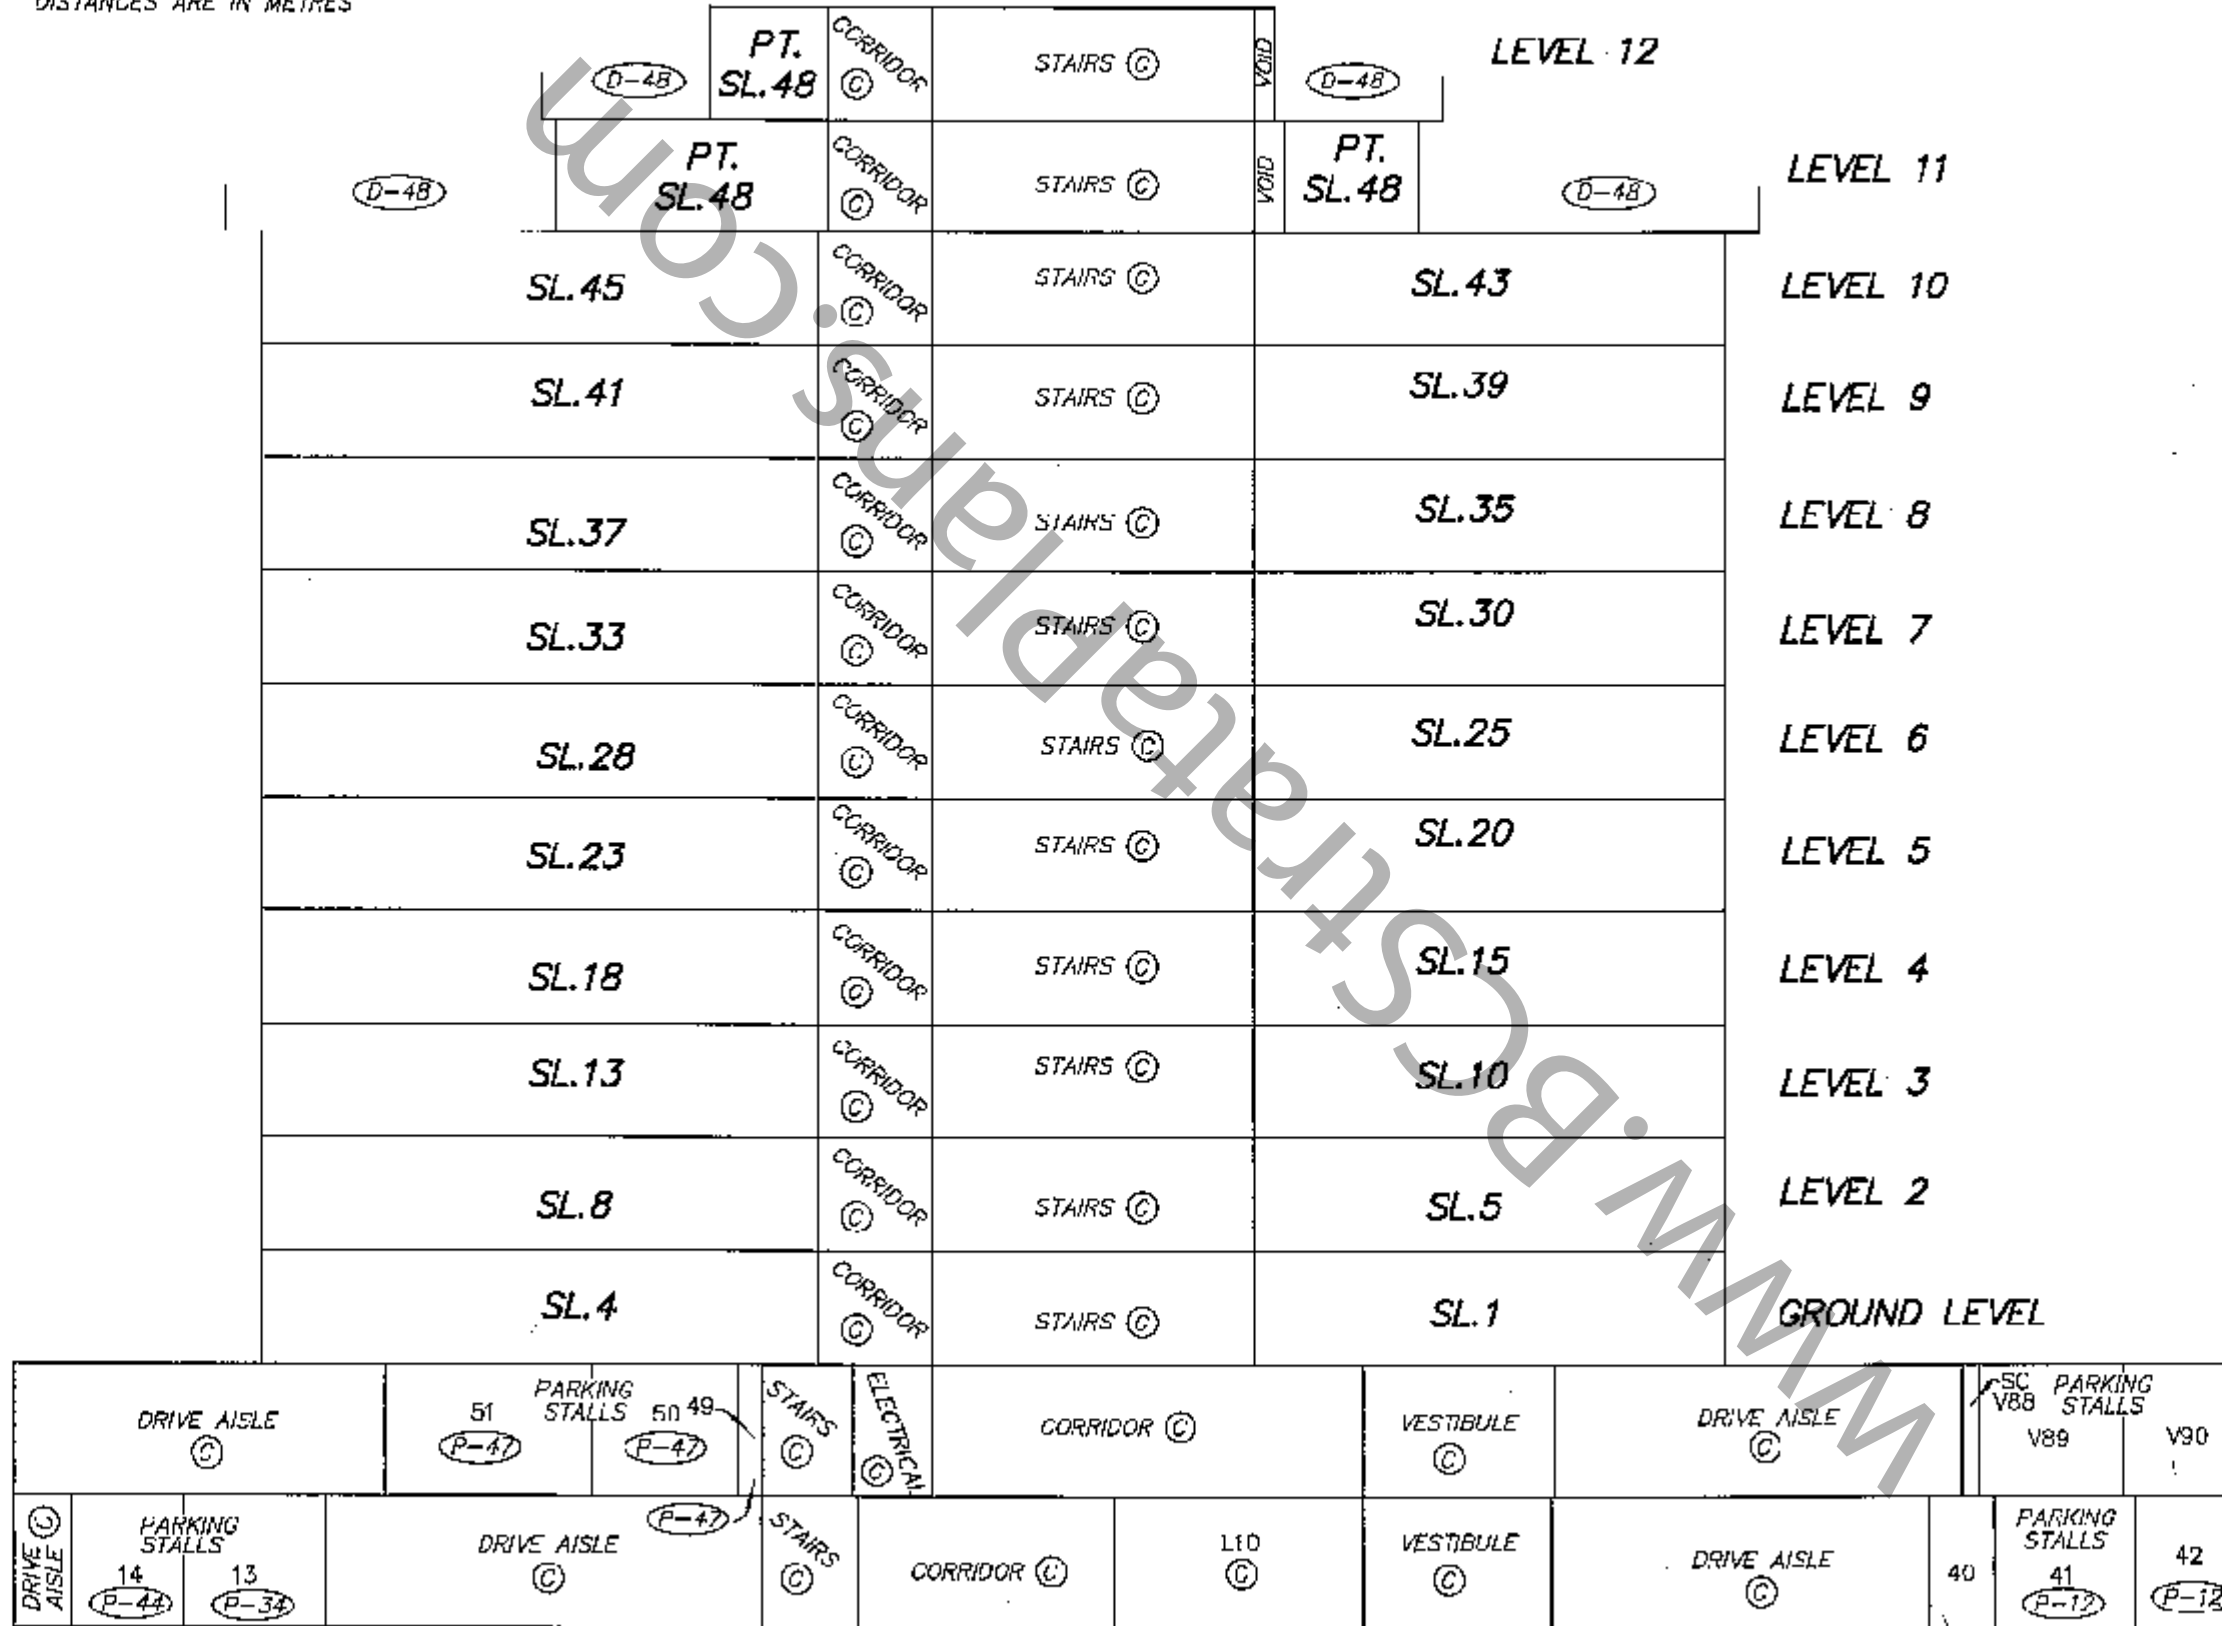 DISTANCES ARE IN METRES
D-48
PT.
SL.48
CORRIDOR
C
STAIRS C
VOID
D-48
LEVEL 12
D-48
PT.
SL.48
CORRIDOR
C
STAIRS C
VOID
PT.
SL.48
D-48
LEVEL 11
SL.45
CORRIDOR
C
STAIRS C
SL.43
LEVEL 10
SL.41
CORRIDOR
C
STAIRS C
SL.39
LEVEL 9
SL.37
CORRIDOR
C
STAIRS C
SL.35
LEVEL 8
SL.33
CORRIDOR
C
STAIRS C
SL.30
LEVEL 7
SL.28
CORRIDOR
C
STAIRS C
SL.25
LEVEL 6
SL.23
CORRIDOR
C
STAIRS C
SL.20
LEVEL 5
SL.18
CORRIDOR
C
STAIRS C
SL.15
LEVEL 4
SL.13
CORRIDOR
C
STAIRS C
SL.10
LEVEL 3
SL.8
CORRIDOR
C
STAIRS C
SL.5
LEVEL 2
SL.4
CORRIDOR
C
STAIRS C
SL.1
GROUND LEVEL
DRIVE AISLE
C
PARKING
STALLS
51
P-47
50
P-47
49
P-47
STAIRS
C
ELECTRICAL
C
CORRIDOR C
VESTIBULE
C
DRIVE AISLE
C
SC
V88
PARKING
STALLS
V89
V90
DRIVE
AISLE C
PARKING
STALLS
14
P-44
13
P-34
DRIVE AISLE
C
STAIRS
C
CORRIDOR C
C
VESTIBULE
C
DRIVE AISLE
C
40
PARKING
STALLS
41
P-12
42
P-12
www.BCStrataPlans.com